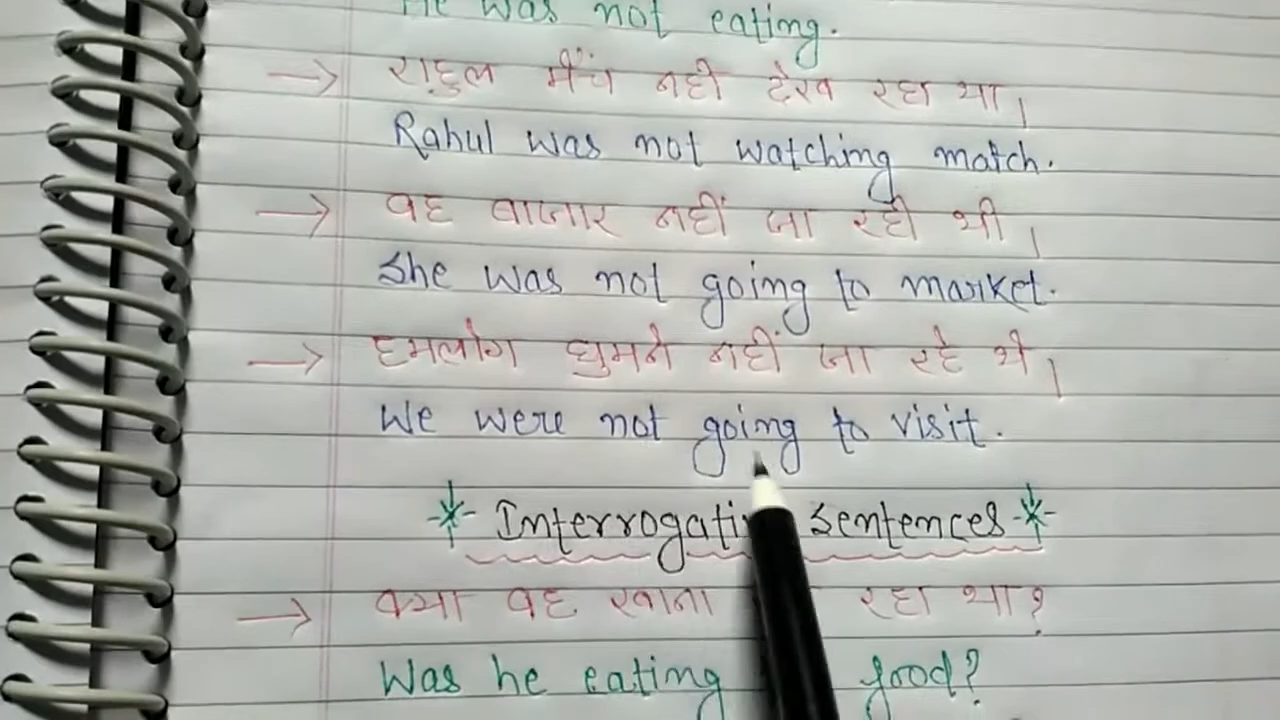 He was not eating.
→ राहुल मैच नही देख रहा था।
Rahul was not watching match.
→ वह बाजार नहीं जा रही थी।
She was not going to market.
→ हमलोग घुमने नहीं जा रहे थे।
We were not going to visit.
* Interrogati Sentences *
→ क्या वह खाना रहा था?
Was he eating food?